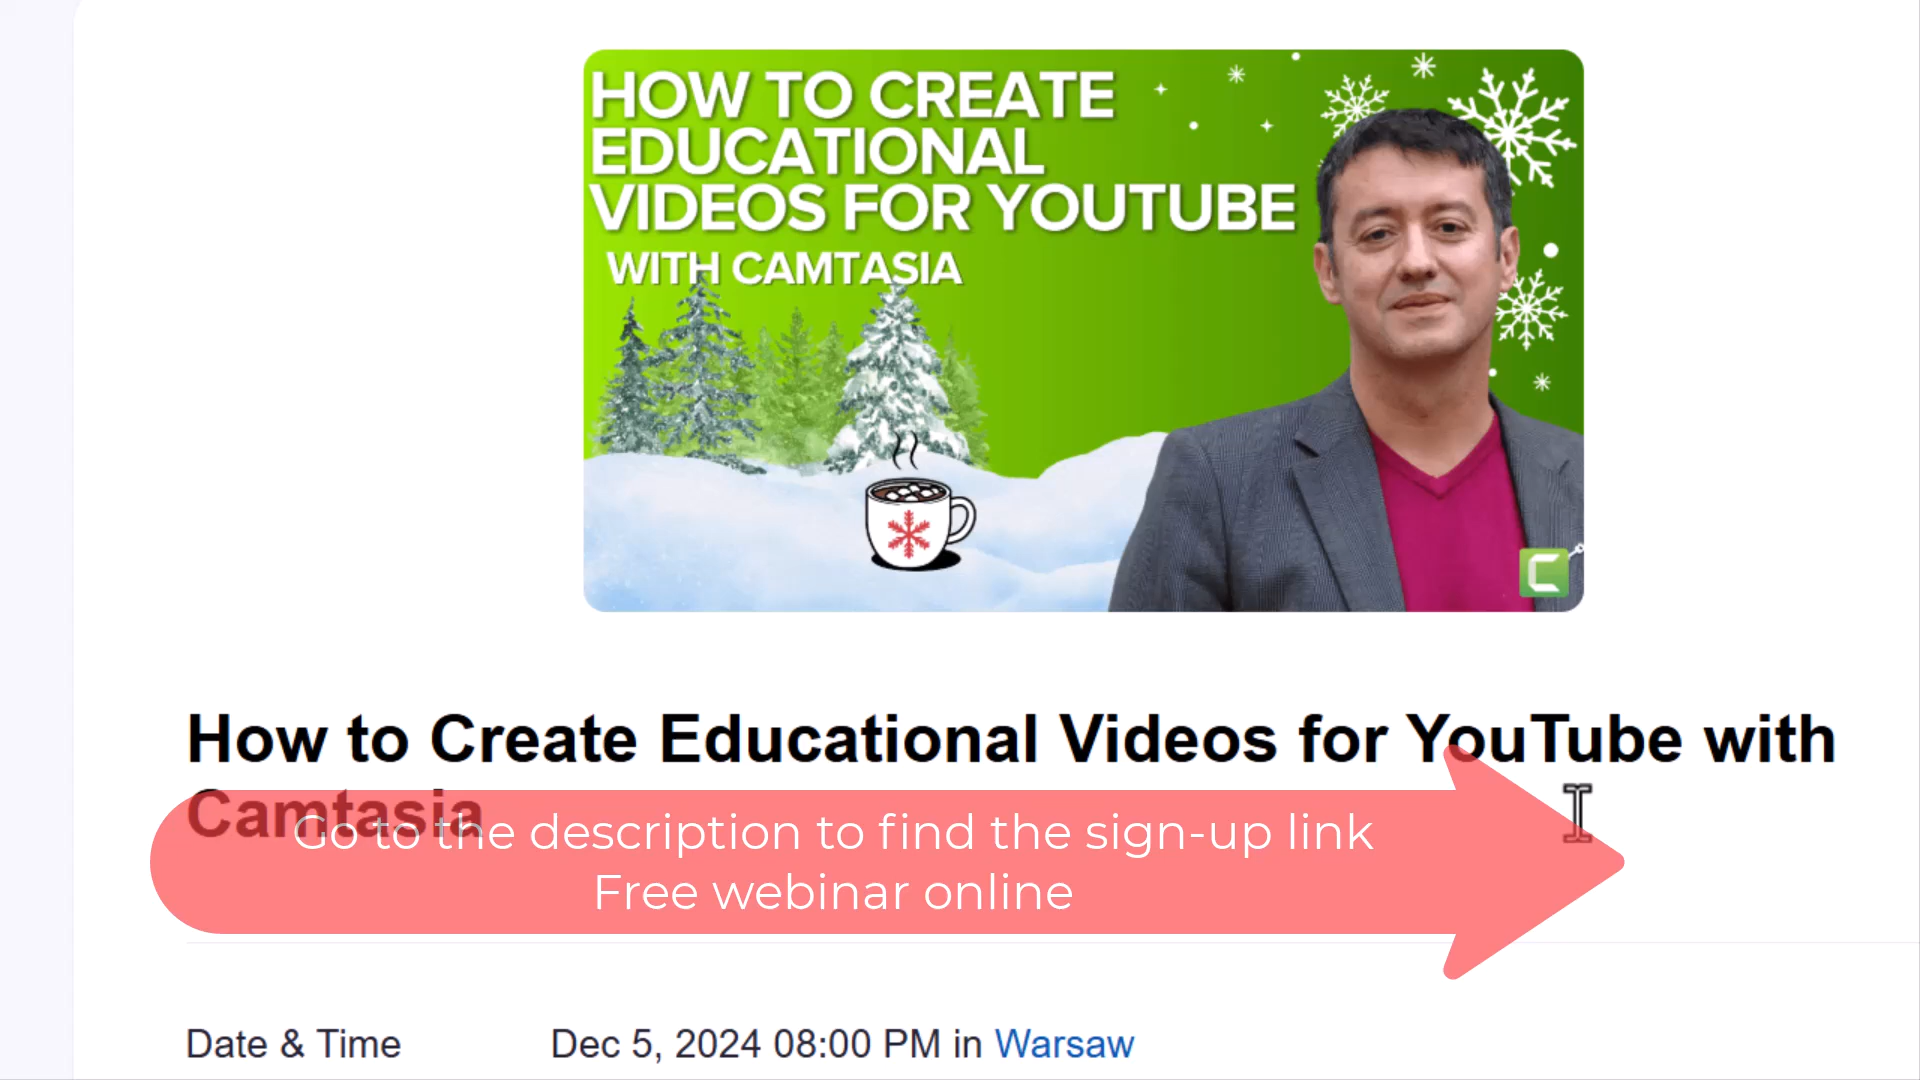 HOW TO CREATE
EDUCATIONAL
VIDEOS FOR YOUTUBE
WITH CAMTASIA
How to Create Educational Videos for YouTube with
Camtasia
Go to the description to find the sign-up link
Free webinar online
Date & Time
Dec 5, 2024 08:00 PM in Warsaw